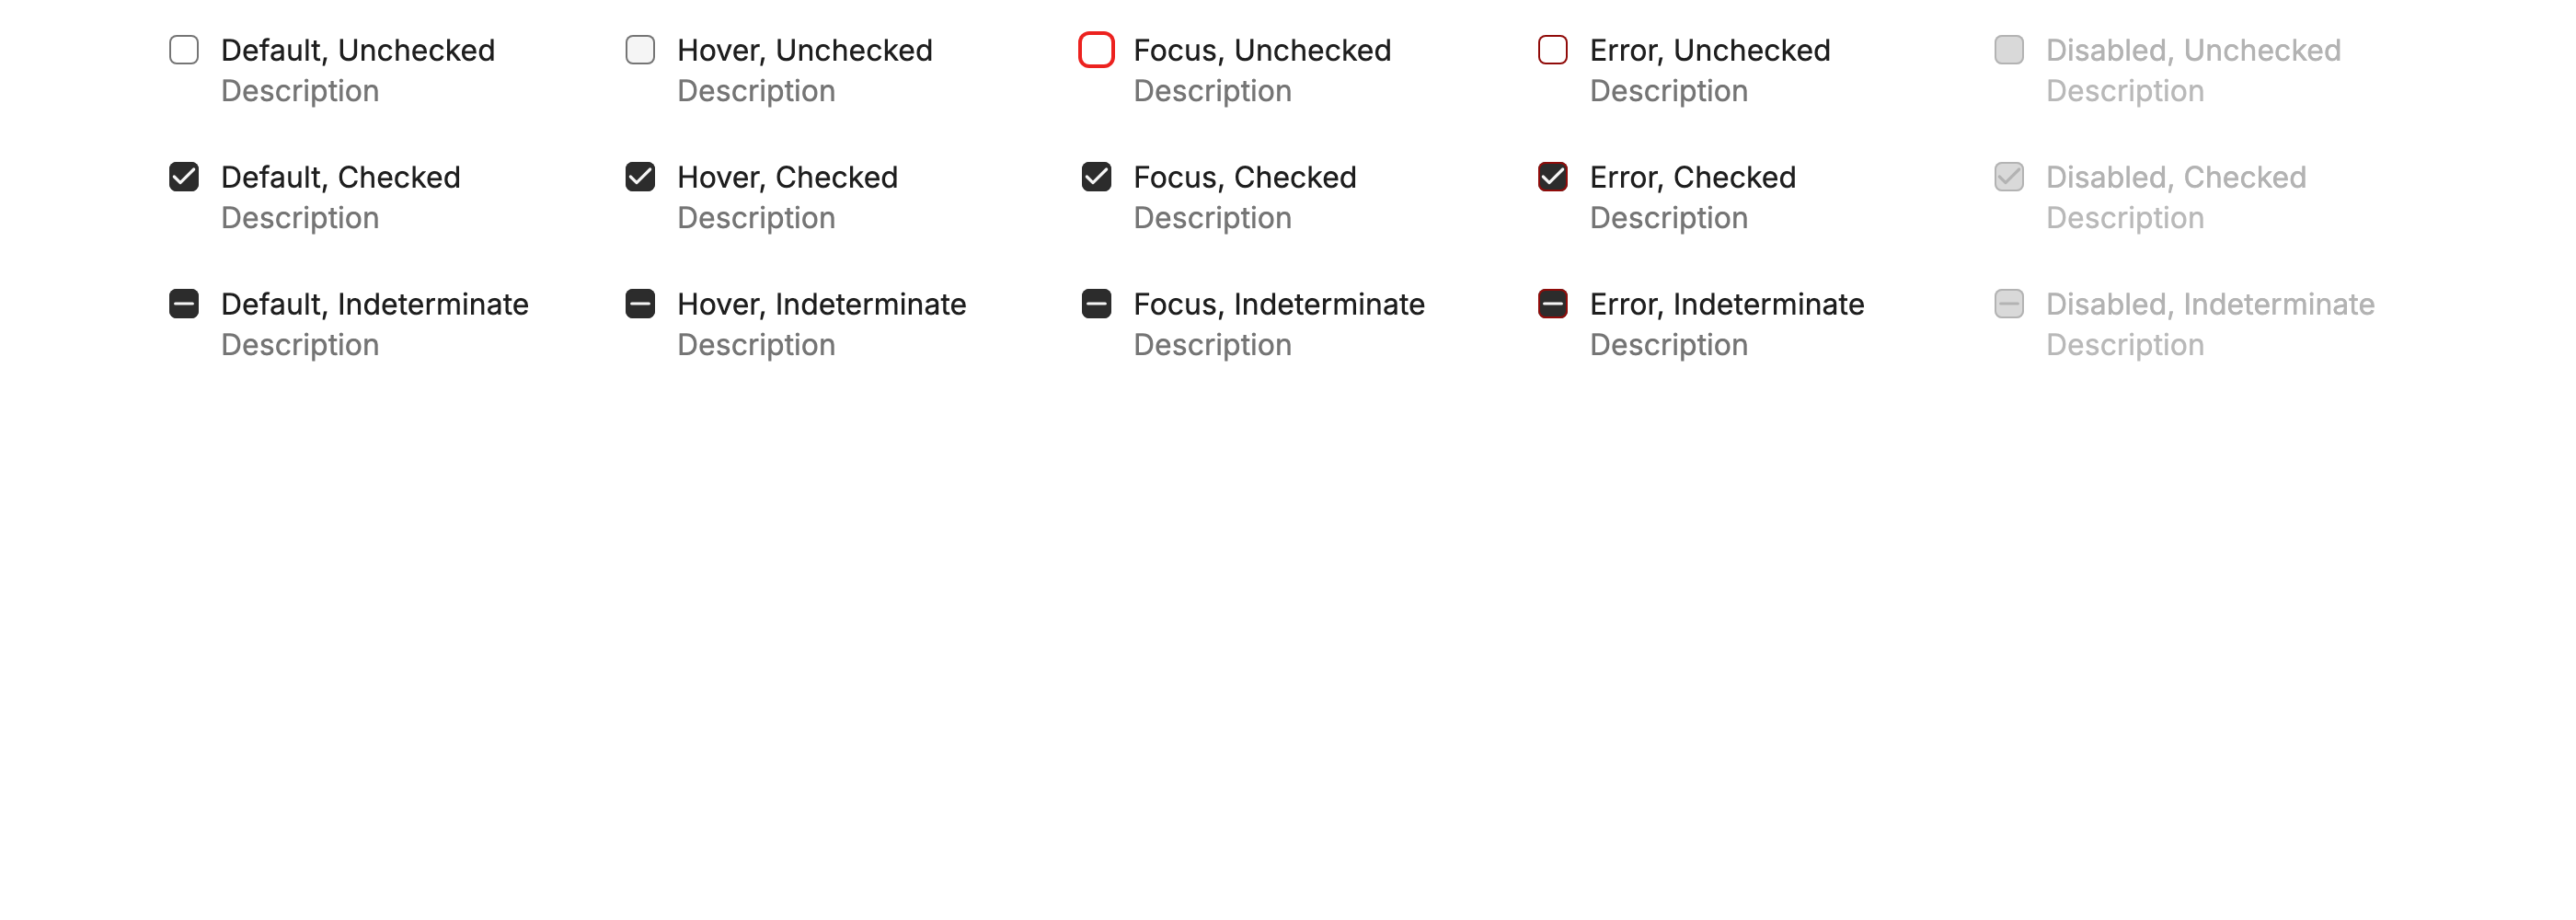 Default, Unchecked
Description
Hover, Unchecked
Description
Focus, Unchecked
Description
Error, Unchecked
Description
Disabled, Unchecked
Description
Default, Checked
Description
Hover, Checked
Description
Focus, Checked
Description
Error, Checked
Description
Disabled, Checked
Description
Default, Indeterminate
Description
Hover, Indeterminate
Description
Focus, Indeterminate
Description
Error, Indeterminate
Description
Disabled, Indeterminate
Description